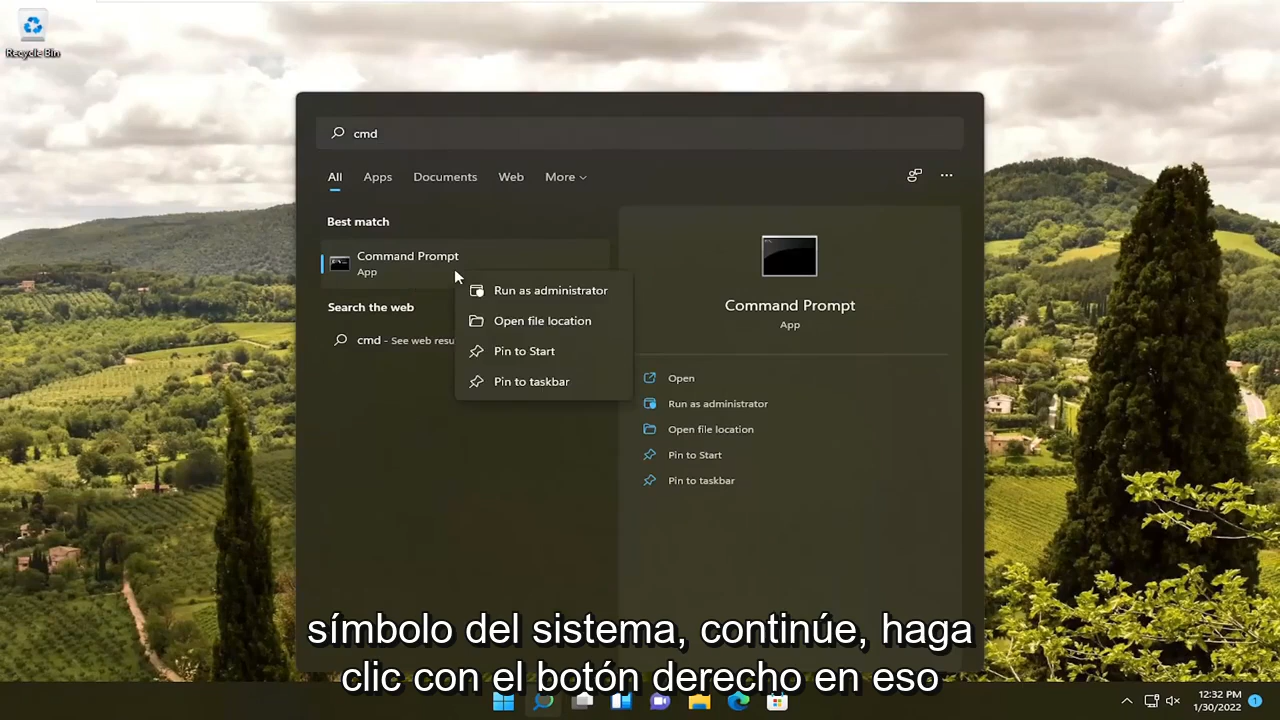 Recycle Bin
cmd
All Apps Documents Web More
Best match
Command Prompt
App
Search the web
cmd - See web resu
Run as administrator
Open file location
Pin to Start
Pin to taskbar
Command Prompt
App
Open
Run as administrator
Open file location
Pin to Start
Pin to taskbar
símbolo del sistema, continúe, haga
clic con el botón derecho en eso
12:32 PM
1/30/2022
1